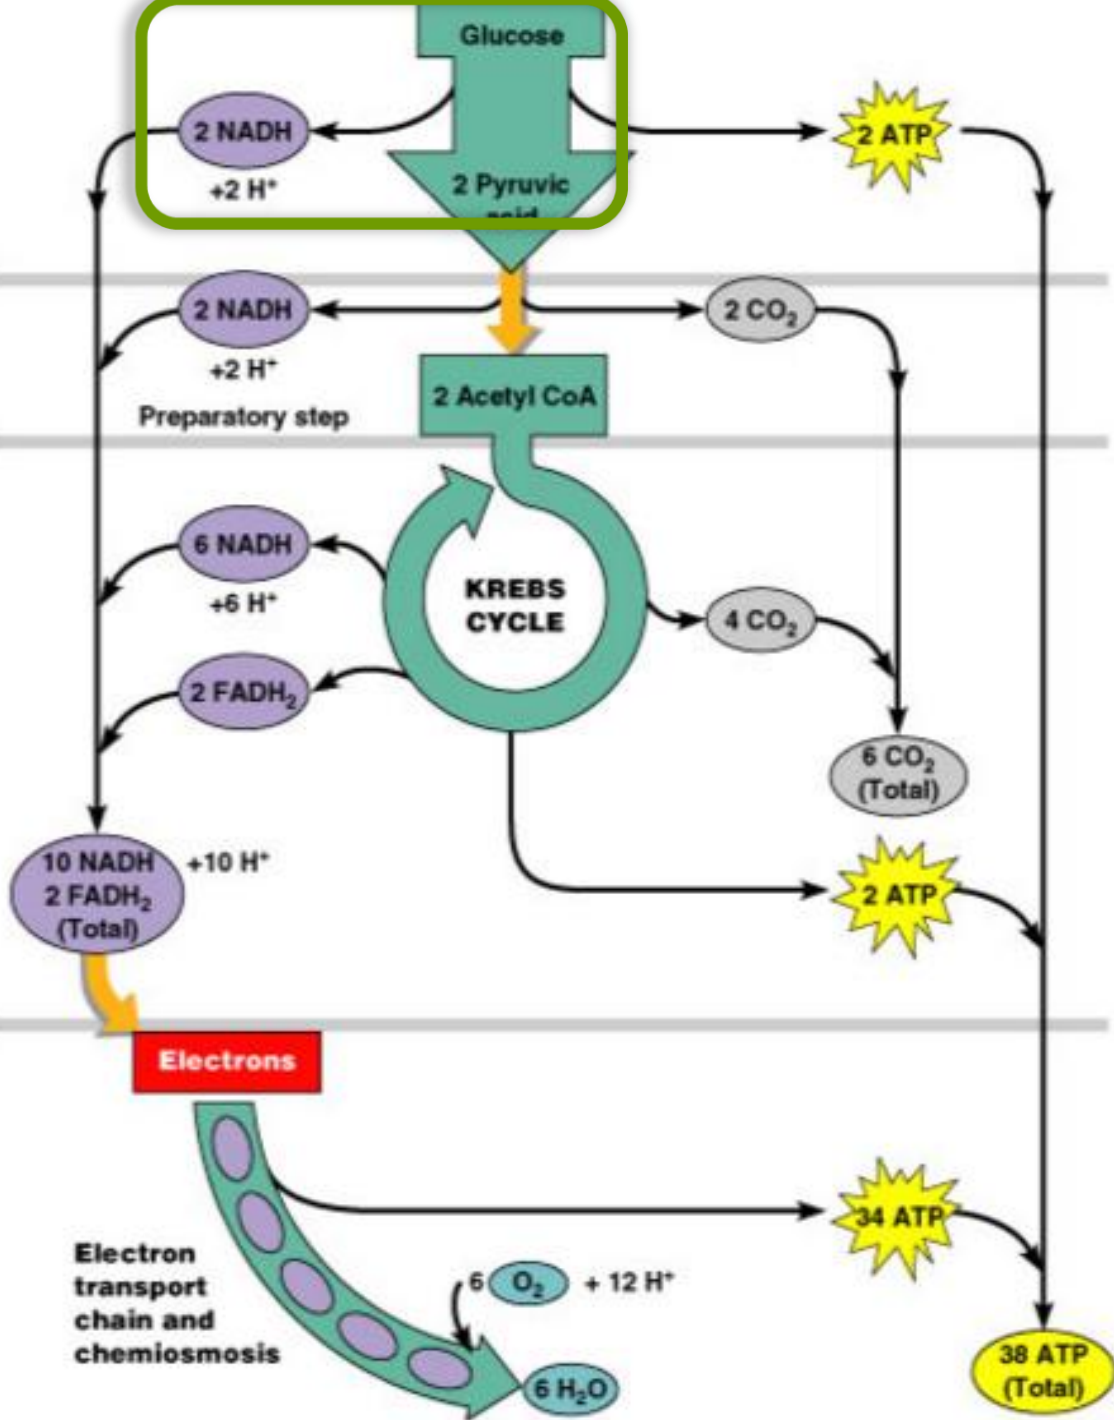 Glucose
2 NADH
+2 H⁺
2 ATP
2 Pyruvic
acid
2 NADH
+2 H⁺
2 CO₂
2 Acetyl CoA
Preparatory step
6 NADH
+6 H⁺
KREBS
CYCLE
4 CO₂
2 FADH₂
6 CO₂
(Total)
10 NADH
2 FADH₂
(Total)
+10 H⁺
2 ATP
Electrons
34 ATP
Electron
transport
chain and
chemiosmosis
6 O₂ + 12 H⁺
6 H₂O
38 ATP
(Total)